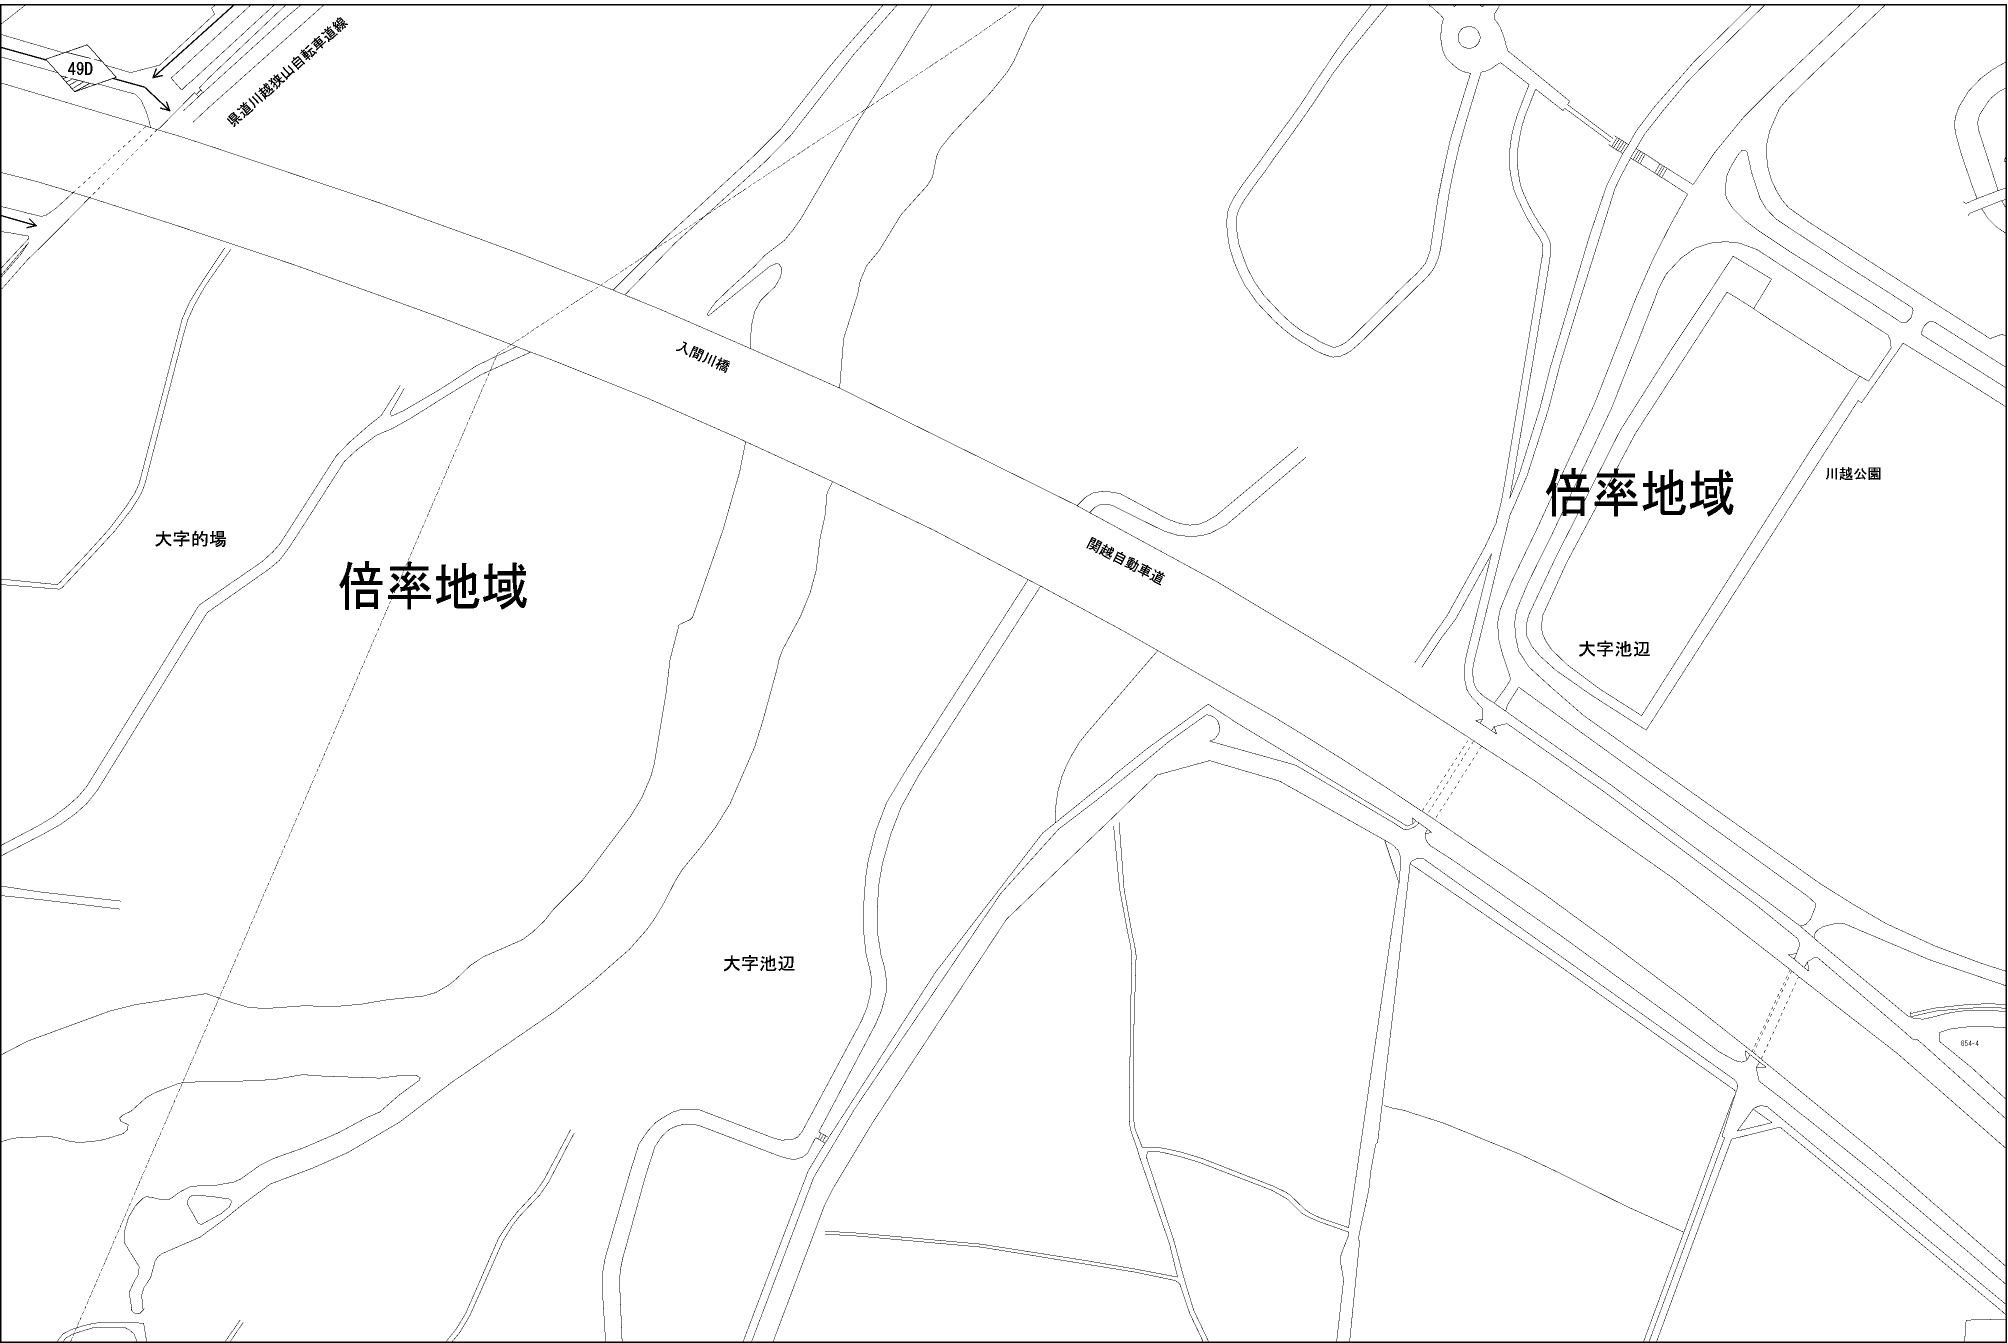 49D
県道川越狭山自転車道線
入間川橋
倍率地域
川越公園
大字的場
関越自動車道
倍率地域
大字池辺
大字池辺
654-4